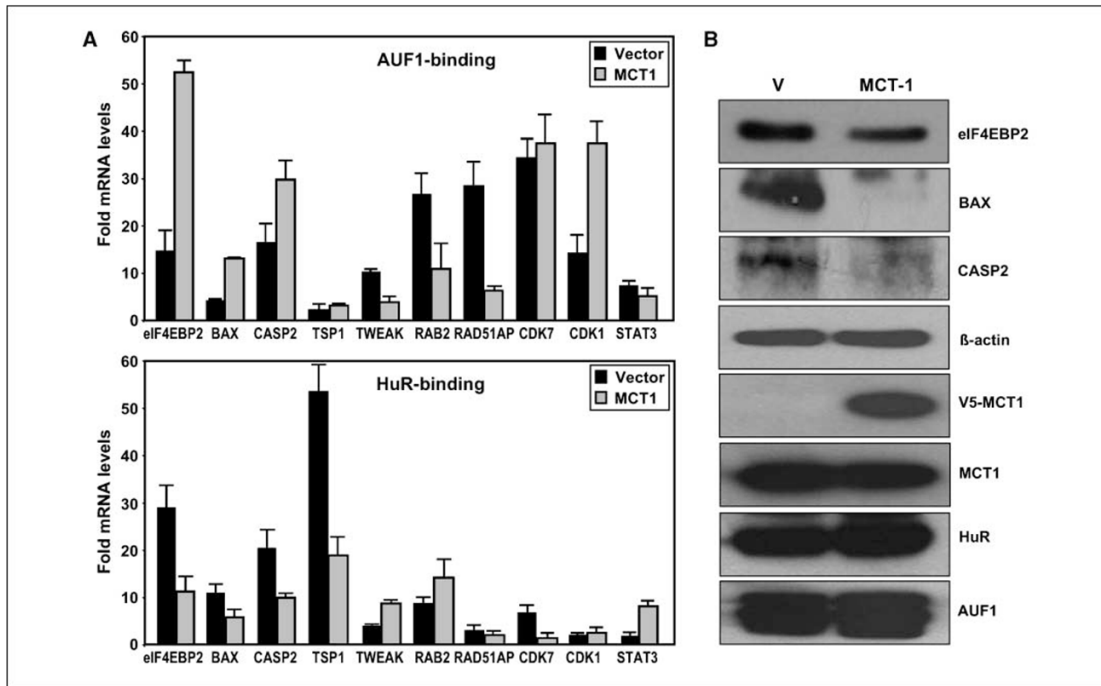 A
60
50
40
30
20
10
0
Fold mRNA levels
AUF1-binding
Vector
MCT1
eIF4EBP2 BAX CASP2 TSP1 TWEAK RAB2 RAD51AP CDK7 CDK1 STAT3
60
50
40
30
20
10
0
Fold mRNA levels
HuR-binding
Vector
MCT1
eIF4EBP2 BAX CASP2 TSP1 TWEAK RAB2 RAD51AP CDK7 CDK1 STAT3
B
V MCT-1
eIF4EBP2
BAX
CASP2
ß-actin
V5-MCT1
MCT1
HuR
AUF1